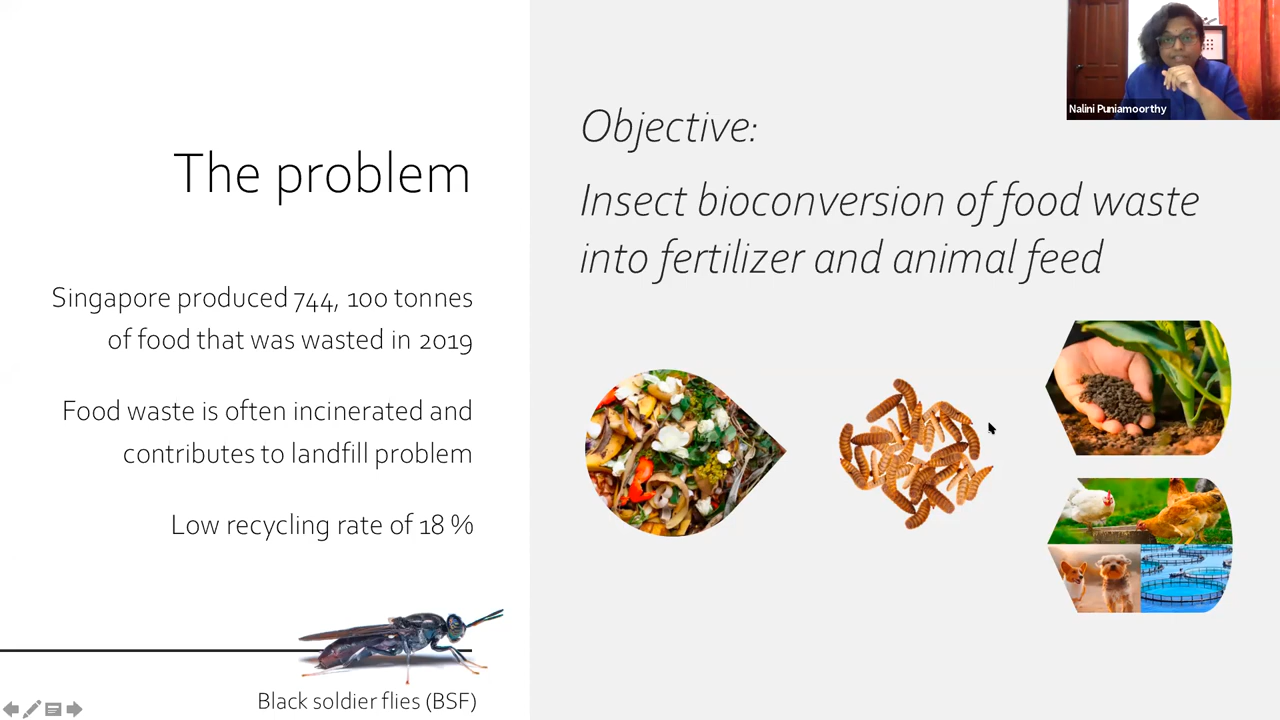 The problem
Singapore produced 744, 100 tonnes
of food that was wasted in 2019
Food waste is often incinerated and
contributes to landfill problem
Low recycling rate of 18 %
Black soldier flies (BSF)
Objective:
Insect bioconversion of food waste
into fertilizer and animal feed
Nalini Puniamoorthy